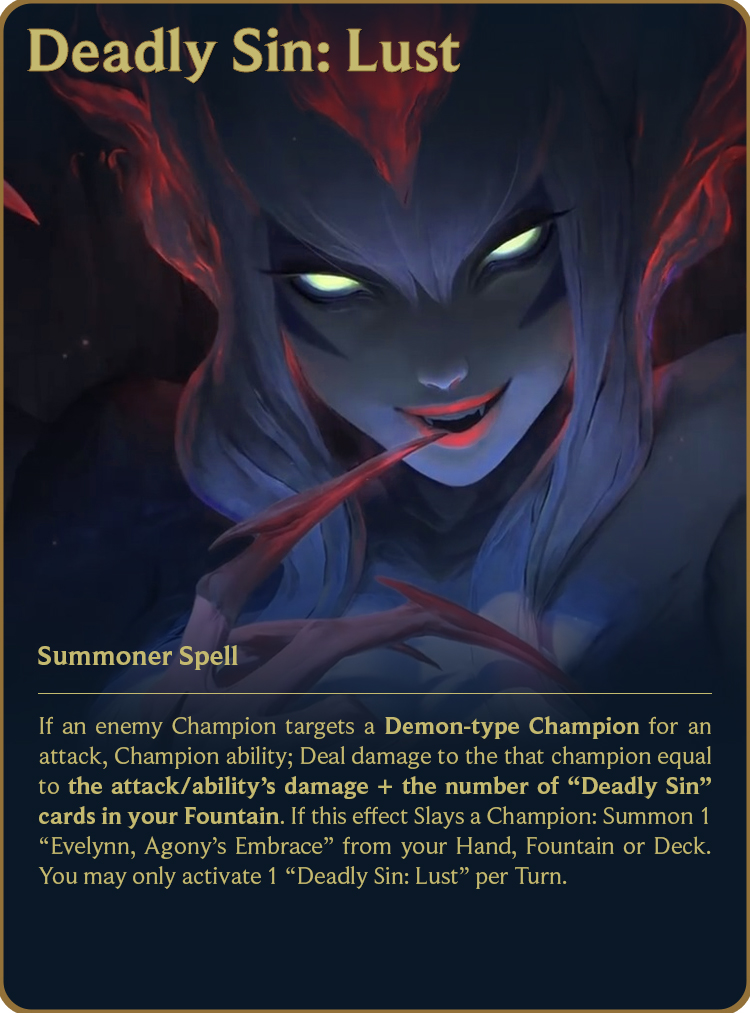 Deadly Sin: Lust
Summoner Spell
If an enemy Champion targets a Demon-type Champion for an
attack, Champion ability; Deal damage to the that champion equal
to the attack/ability’s damage + the number of “Deadly Sin”
cards in your Fountain. If this effect Slays a Champion: Summon 1
“Evelynn, Agony’s Embrace” from your Hand, Fountain or Deck.
You may only activate 1 “Deadly Sin: Lust” per Turn.